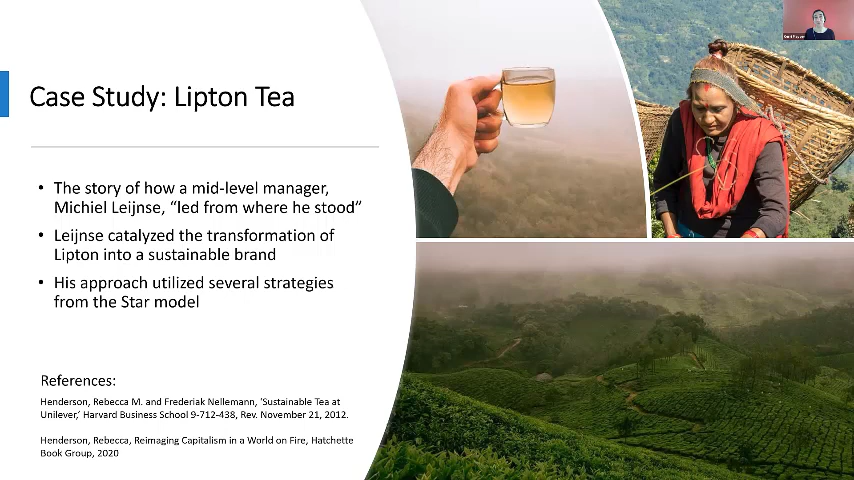 Case Study: Lipton Tea
• The story of how a mid-level manager,
Michiel Leijnse, “led from where he stood”
• Leijnse catalyzed the transformation of
Lipton into a sustainable brand
• His approach utilized several strategies
from the Star model
References:
Henderson, Rebecca M. and Frederiak Nellemann, ‘Sustainable Tea at
Unilever,’ Harvard Business School 9-712-438, Rev. November 21, 2012.
Henderson, Rebecca, Reimaging Capitalism in a World on Fire, Hatchette
Book Group, 2020